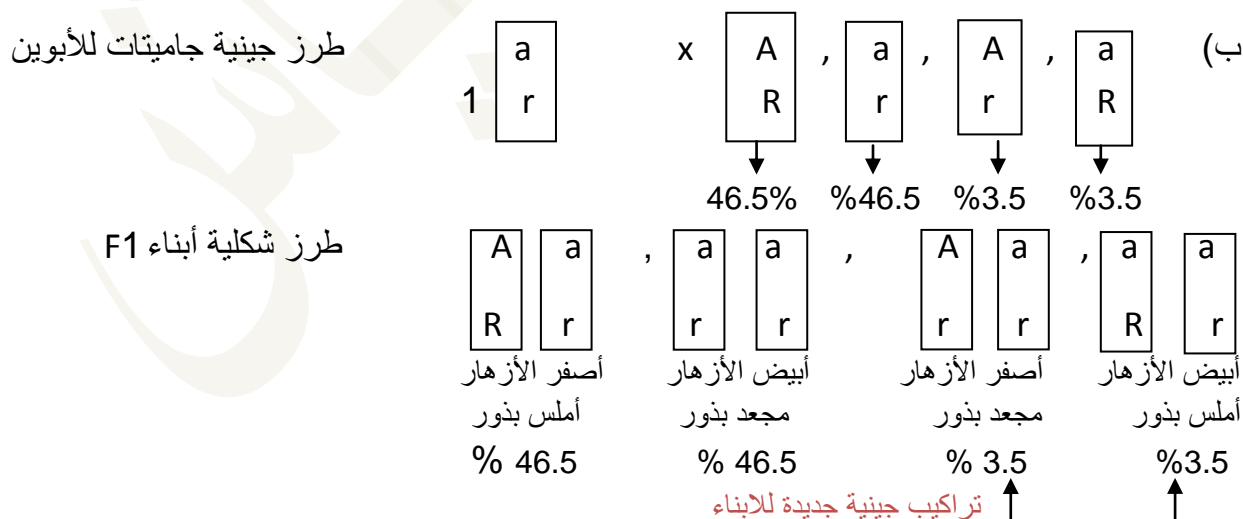 ب) a , A , a , A x a طرز جينية جاميتات للأبوين
R r r R r 1
%3.5 %3.5 %46.5 46.5%
a a , A a , a a , A a طرز شكلية أبناء F1
R r r r r r R r
أبيض الأزهار أصفر الأزهار أبيض الأزهار أصفر الأزهار
أملس بذور مجعد بذور مجعد بذور أملس بذور
%3.5 % 3.5 % 46.5 % 46.5
تراكيب جينية جديدة للابناء